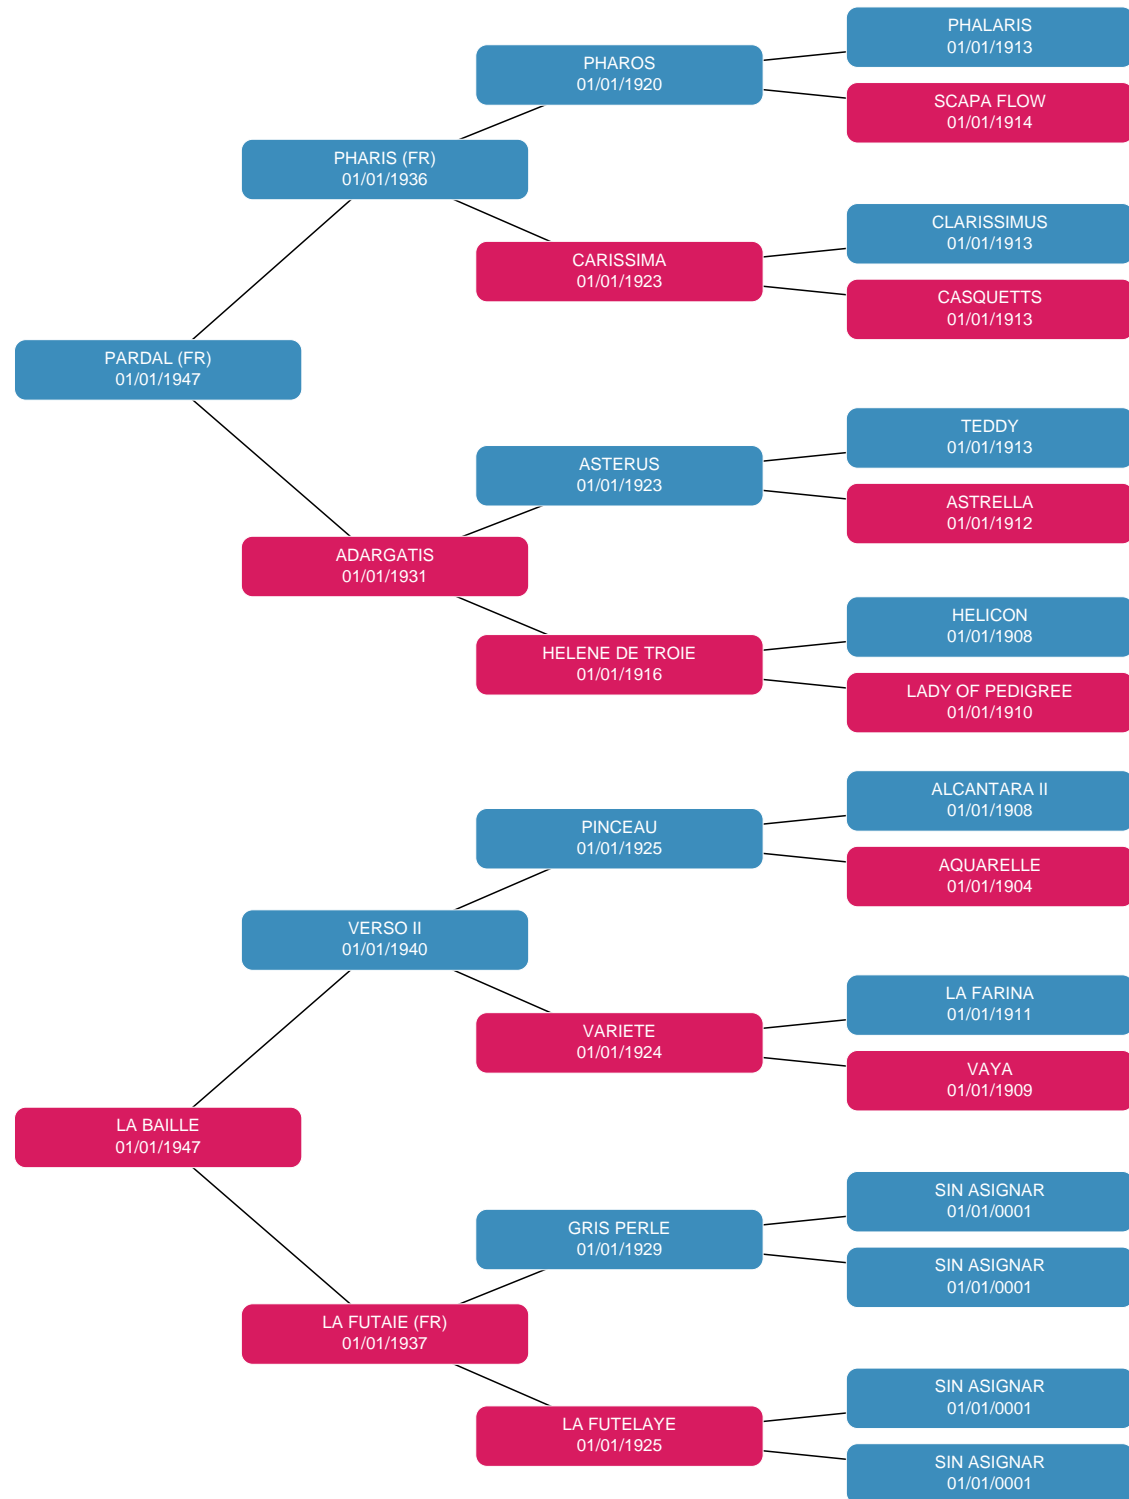 PHALARIS
01/01/1913
PHAROS
01/01/1920
SCAPA FLOW
01/01/1914
PHARIS (FR)
01/01/1936
CLARISSIMUS
01/01/1913
CARISSIMA
01/01/1923
CASQUETTS
01/01/1913
PARDAL (FR)
01/01/1947
TEDDY
01/01/1913
ASTERUS
01/01/1923
ASTRELLA
01/01/1912
ADARGATIS
01/01/1931
HELICON
01/01/1908
HELENE DE TROIE
01/01/1916
LADY OF PEDIGREE
01/01/1910
ALCANTARA II
01/01/1908
PINCEAU
01/01/1925
AQUARELLE
01/01/1904
VERSO II
01/01/1940
LA FARINA
01/01/1911
VARIETE
01/01/1924
VAYA
01/01/1909
LA BAILLE
01/01/1947
SIN ASIGNAR
01/01/0001
GRIS PERLE
01/01/1929
SIN ASIGNAR
01/01/0001
LA FUTAIE (FR)
01/01/1937
SIN ASIGNAR
01/01/0001
LA FUTELAYE
01/01/1925
SIN ASIGNAR
01/01/0001